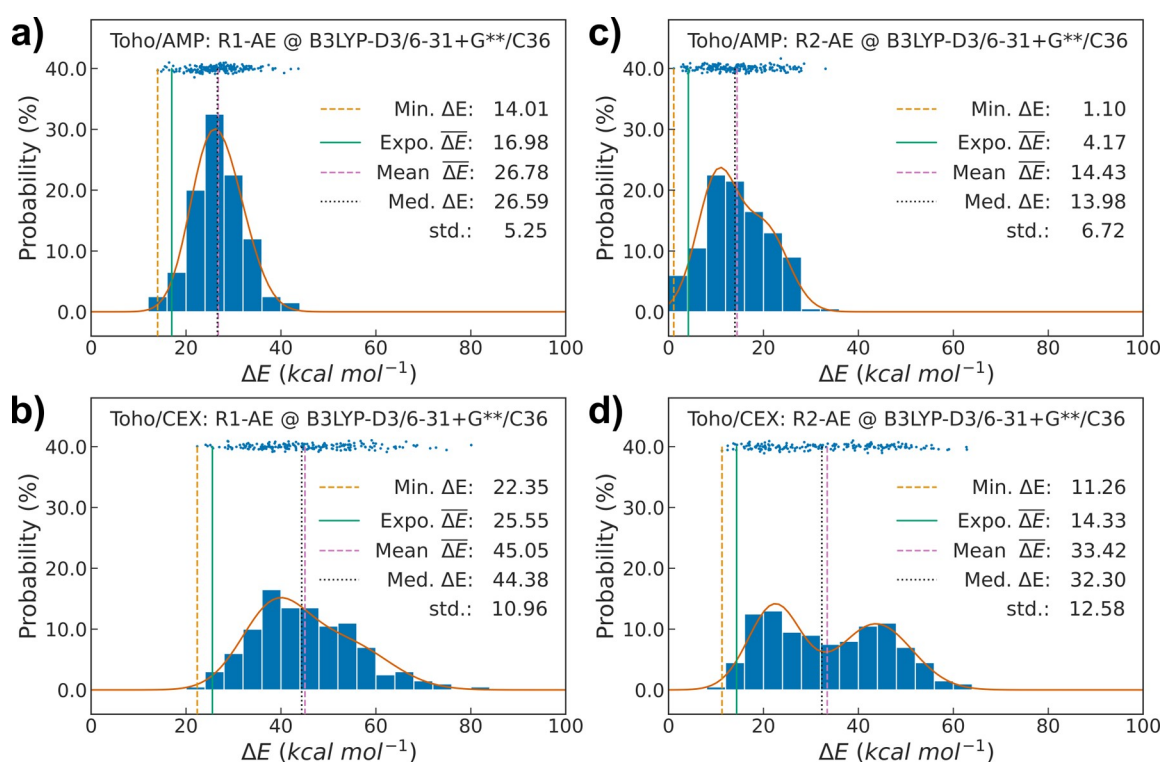 a)
Toho/AMP: R1-AE @ B3LYP-D3/6-31+G**/C36
Probability (%)
40.0
30.0
20.0
10.0
0.0
Min. ΔE: 14.01
Expo. \overline{ΔE}: 16.98
Mean \overline{ΔE}: 26.78
Med. ΔE: 26.59
std.: 5.25
0 20 40 60 80 100
ΔE (kcal mol⁻¹)
c)
Toho/AMP: R2-AE @ B3LYP-D3/6-31+G**/C36
Probability (%)
40.0
30.0
20.0
10.0
0.0
Min. ΔE: 1.10
Expo. \overline{ΔE}: 4.17
Mean \overline{ΔE}: 14.43
Med. ΔE: 13.98
std.: 6.72
0 20 40 60 80 100
ΔE (kcal mol⁻¹)
b)
Toho/CEX: R1-AE @ B3LYP-D3/6-31+G**/C36
Probability (%)
40.0
30.0
20.0
10.0
0.0
Min. ΔE: 22.35
Expo. \overline{ΔE}: 25.55
Mean \overline{ΔE}: 45.05
Med. ΔE: 44.38
std.: 10.96
0 20 40 60 80 100
ΔE (kcal mol⁻¹)
d)
Toho/CEX: R2-AE @ B3LYP-D3/6-31+G**/C36
Probability (%)
40.0
30.0
20.0
10.0
0.0
Min. ΔE: 11.26
Expo. \overline{ΔE}: 14.33
Mean \overline{ΔE}: 33.42
Med. ΔE: 32.30
std.: 12.58
0 20 40 60 80 100
ΔE (kcal mol⁻¹)